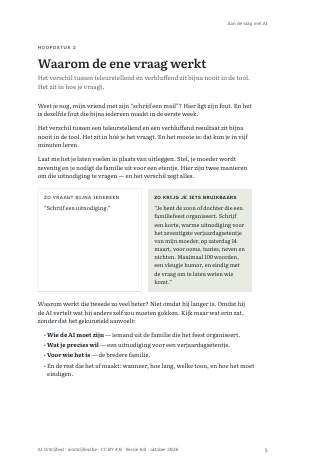 Aan de slag met AI
HOOFDSTUK 2
Waarom de ene vraag werkt
Het verschil tussen teleurstellend en verbluffend zit bijna nooit in de tool.
Het zit in hoe je vraagt.
Weet je nog, mijn vriend met zijn "schrijf een mail"? Hier ligt zijn fout. En het
is dezelfde fout die bijna iedereen maakt in de eerste week.
Het verschil tussen een teleurstellend en een verbluffend resultaat zit bijna
nooit in de tool. Het zit in hoe je het vraagt. En het mooie is: dat kun je in vijf
minuten leren.
Laat me het je laten voelen in plaats van uitleggen. Stel, je moeder wordt
zeventig en je nodigt de familie uit voor een etentje. Hier zijn twee manieren
om die uitnodiging te vragen — en het verschil zegt alles.
ZO VRAAGT BIJNA IEDEREEN
"Schrijf een uitnodiging."
ZO KRIJG JE IETS BRUIKBAARS
"Je bent de zoon of dochter die een
familiefeest organiseert. Schrijf
een korte, warme uitnodiging voor
het zeventigste verjaardagsetentje
van mijn moeder, op zaterdag 14
maart, voor ooms, tantes, neven en
nichten. Maximaal 100 woorden,
een vleugje humor, en eindig met
de vraag om te laten weten wie
komt."
Waarom werkt die tweede zo veel beter? Niet omdat hij langer is. Omdat hij
de AI vertelt wat hij anders zelf zou moeten gokken. Kijk maar wat erin zat,
zonder dat het gekunsteld aanvoelt:
• Wie de AI moet zijn — iemand uit de familie die het feest organiseert.
• Wat je precies wil — een uitnodiging voor een verjaardagsetentje.
• Voor wie het is — de bredere familie.
• En de rest die het af maakt: wanneer, hoe lang, welke toon, en hoe het moet
eindigen.
AI Ontcijferd · aiontcijferd.be · CC BY 4.0 · Versie 6.0 · oktober 2026
5